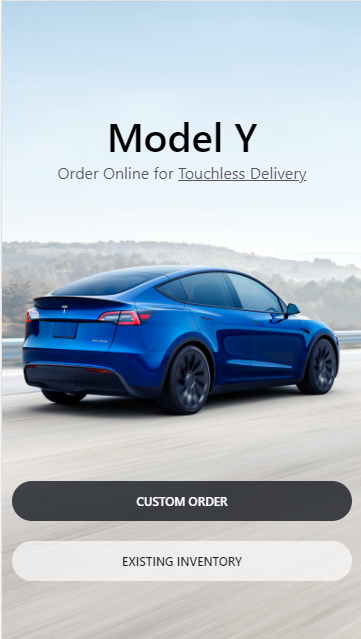 Model Y
Order Online for Touchless Delivery
CUSTOM ORDER
EXISTING INVENTORY